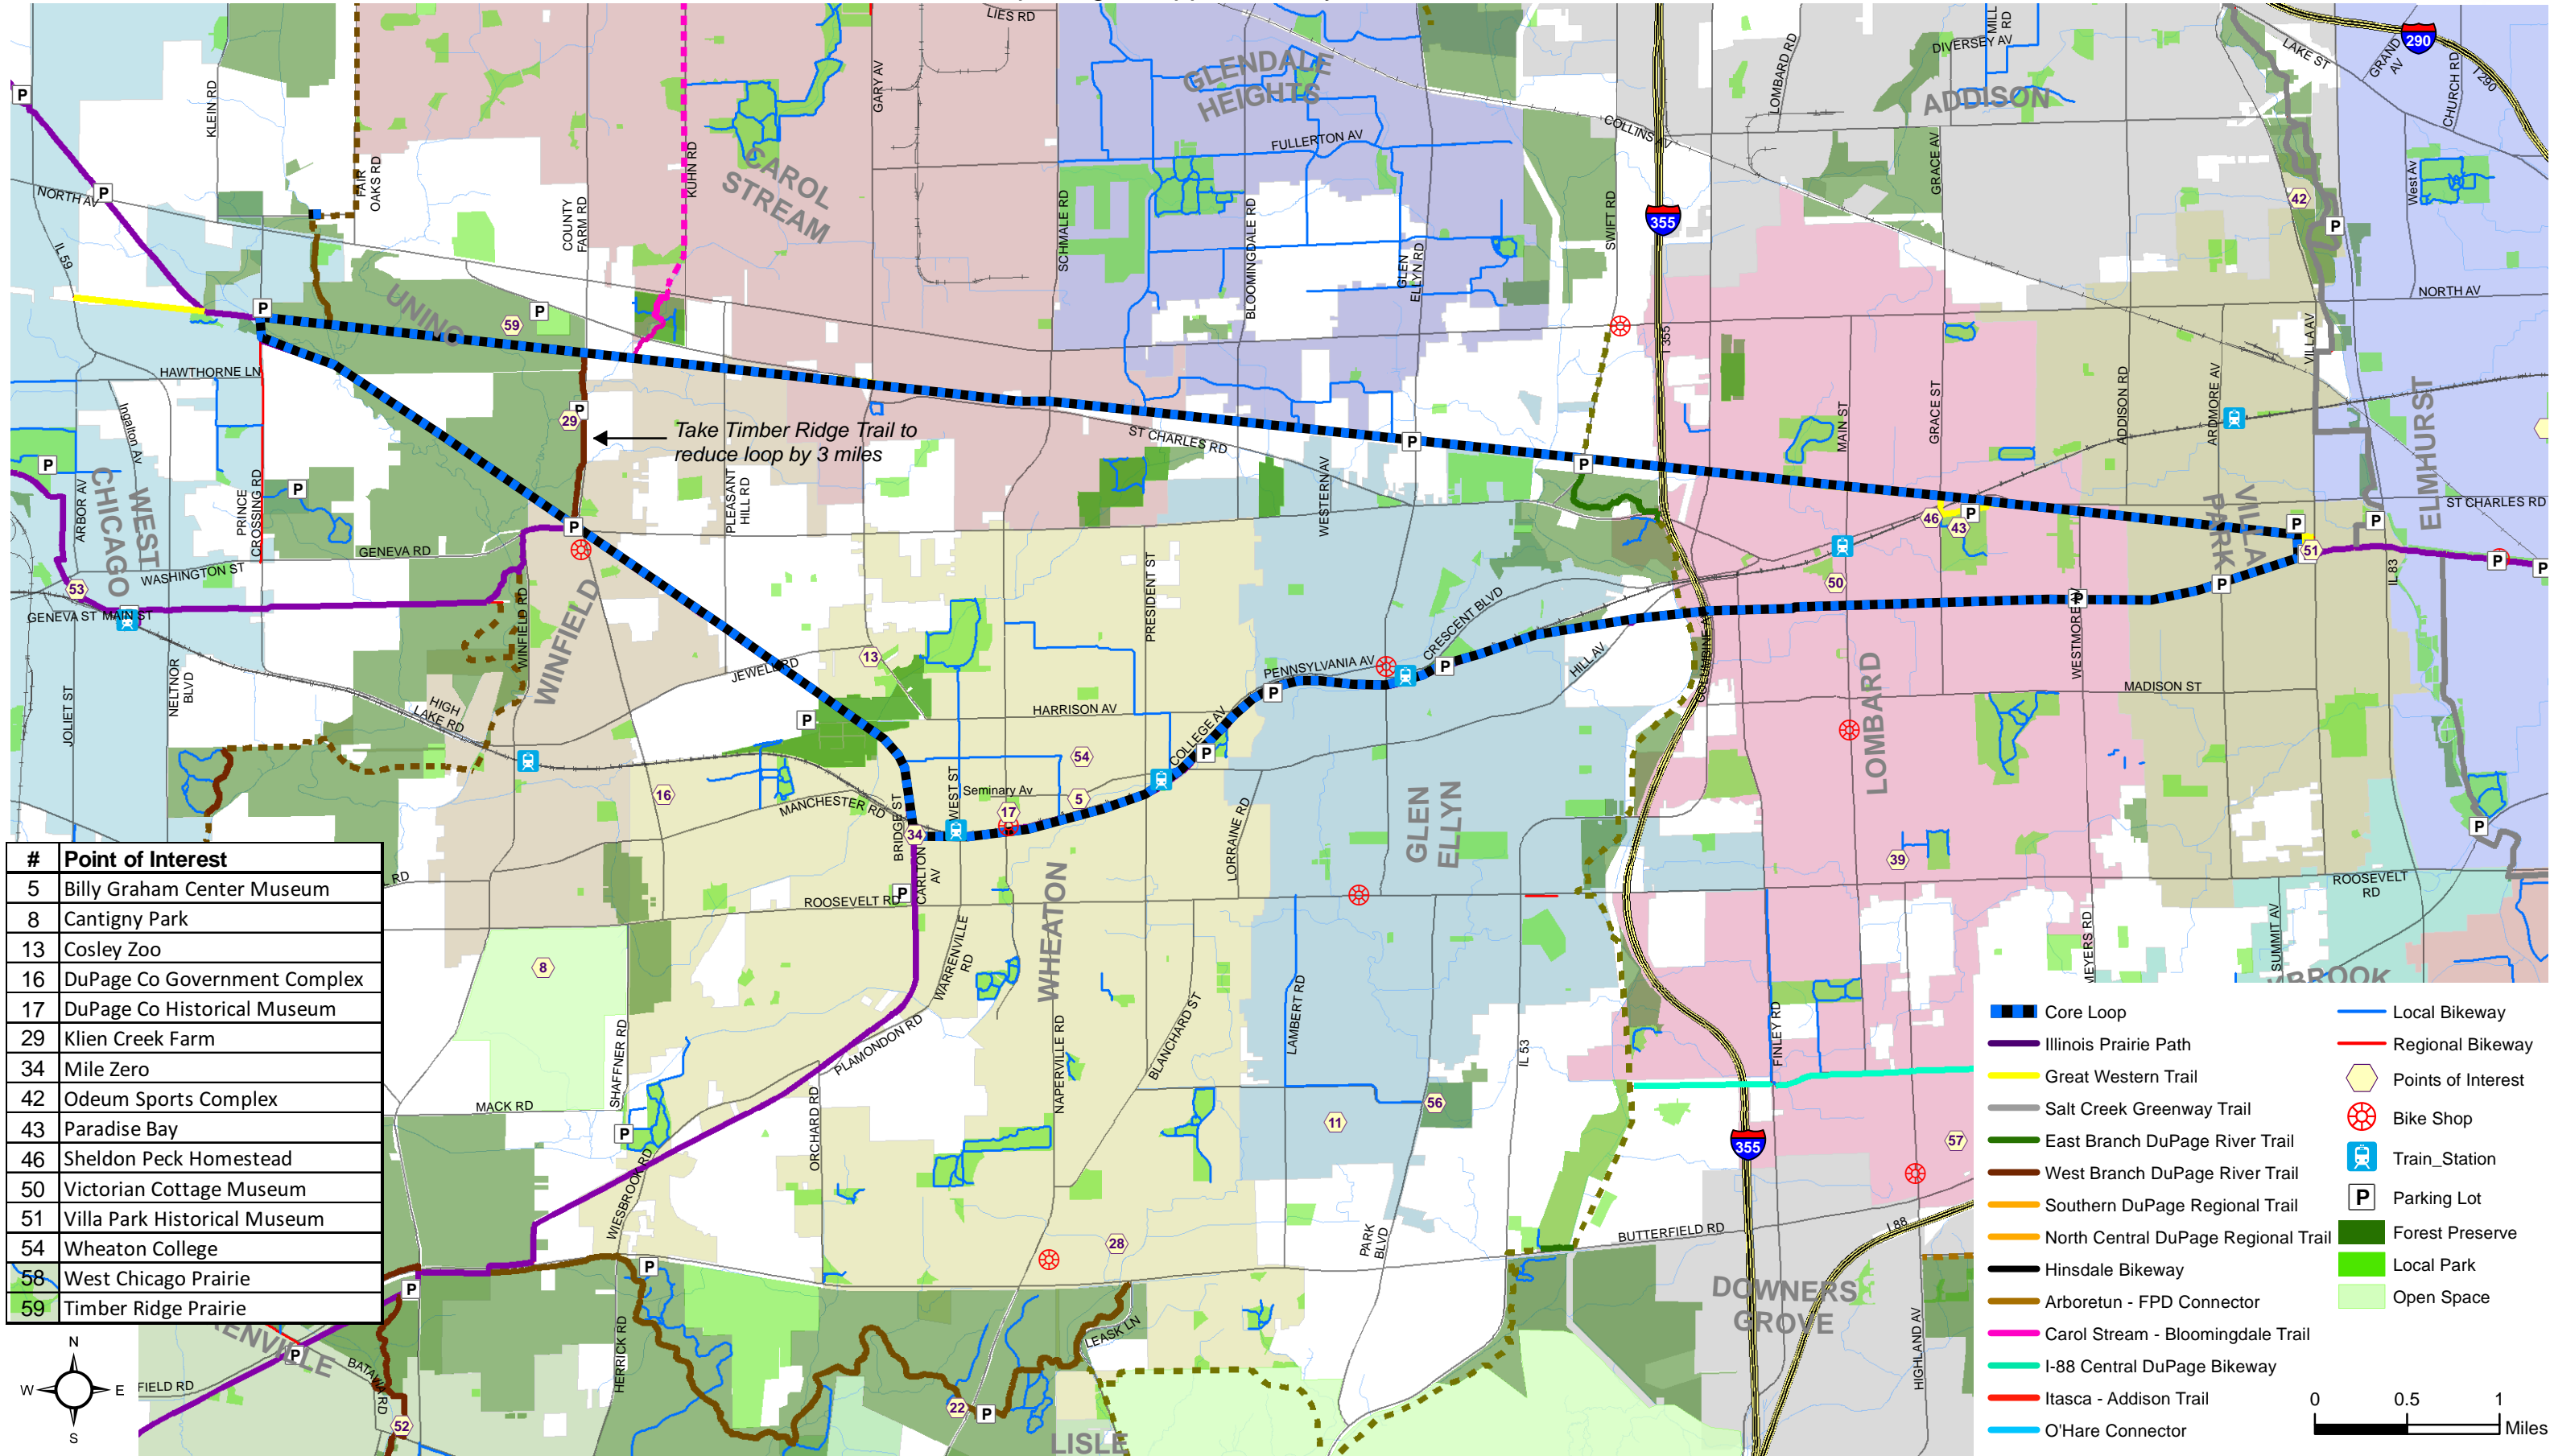 LIES RD
KLEIN RD
FAIR
OAKS RD
COUNTY
FARM RD
KUHN RD
GARY AV
CAROL
STREAM
GLENDALE
HEIGHTS
FULLERTON AV
SCHMALE RD
BLOOMINGDALE RD
GLEN
ELLYN RD
SWIFT RD
COLLINS AV
355
I 355
LOMBARD RD
DIVERSEY AV
MILL
RD
ADDISON
GRACE AV
LAKE ST
GRAND
AV
290
I 290
CHURCH RD
West Av
42
NORTH AV
VILLA AV
NORTH AV
IL 59
P
UNINO
59
HAWTHORNE LN
Ingalton Av
WEST
CHICAGO
ARBOR AV
PRINCE
CROSSING RD
29
Take Timber Ridge Trail to
reduce loop by 3 miles
PLEASANT
HILL RD
ST CHARLES RD
WESTERN AV
MAIN ST
GRACE ST
ADDISON RD
ARDMORE AV
ELMHURST
ST CHARLES RD
VILLA
PARK
46
43
51
IL 83
GENEVA RD
WASHINGTON ST
53
GENEVA ST
MAIN ST
WINFIELD RD
WINFIELD
NELTNOR
BLVD
JOLIET ST
HIGH
LAKE RD
JEWEL RD
13
PRESIDENT ST
HARRISON AV
PENNSYLVANIA AV
CRESCENT BLVD
HILL AV
COLUMBINE AV
50
WESTMORE AV
MADISON ST
LOMBARD
COLLEGE AV
54
16
MANCHESTER RD
BRIDGE ST
WEST ST
Seminary Av
5
17
34
CARLTON
AV
LORRAINE RD
GLEN
ELLYN
WHEATON
39
ROOSEVELT RD
ROOSEVELT
RD
RD
WARRENVILLE
RD
8
SHAFFNER RD
PLAMONDON RD
NAPERVILLE RD
BLANCHARD ST
LAMBERT RD
IL 53
FINLEY RD
MEYERS RD
SUMMIT AV
BROOK
MACK RD
ORCHARD RD
WIESBROOK RD
11
56
57
355
28
PARK
BLVD
BUTTERFIELD RD
I 88
DOWNERS
GROVE
HIGHLAND AV
HERRICK RD
LEASK LN
22
LISLE
BATAVIA RD
52
FIELD RD
# Point of Interest
5 Billy Graham Center Museum
8 Cantigny Park
13 Cosley Zoo
16 DuPage Co Government Complex
17 DuPage Co Historical Museum
29 Klien Creek Farm
34 Mile Zero
42 Odeum Sports Complex
43 Paradise Bay
46 Sheldon Peck Homestead
50 Victorian Cottage Museum
51 Villa Park Historical Museum
54 Wheaton College
58 West Chicago Prairie
59 Timber Ridge Prairie
N
W E
S
Core Loop
Illinois Prairie Path
Great Western Trail
Salt Creek Greenway Trail
East Branch DuPage River Trail
West Branch DuPage River Trail
Southern DuPage Regional Trail
North Central DuPage Regional Trail
Hinsdale Bikeway
Arboretun - FPD Connector
Carol Stream - Bloomingdale Trail
I-88 Central DuPage Bikeway
Itasca - Addison Trail
O'Hare Connector
Local Bikeway
Regional Bikeway
Points of Interest
Bike Shop
Train_Station
P Parking Lot
Forest Preserve
Local Park
Open Space
0 0.5 1
Miles